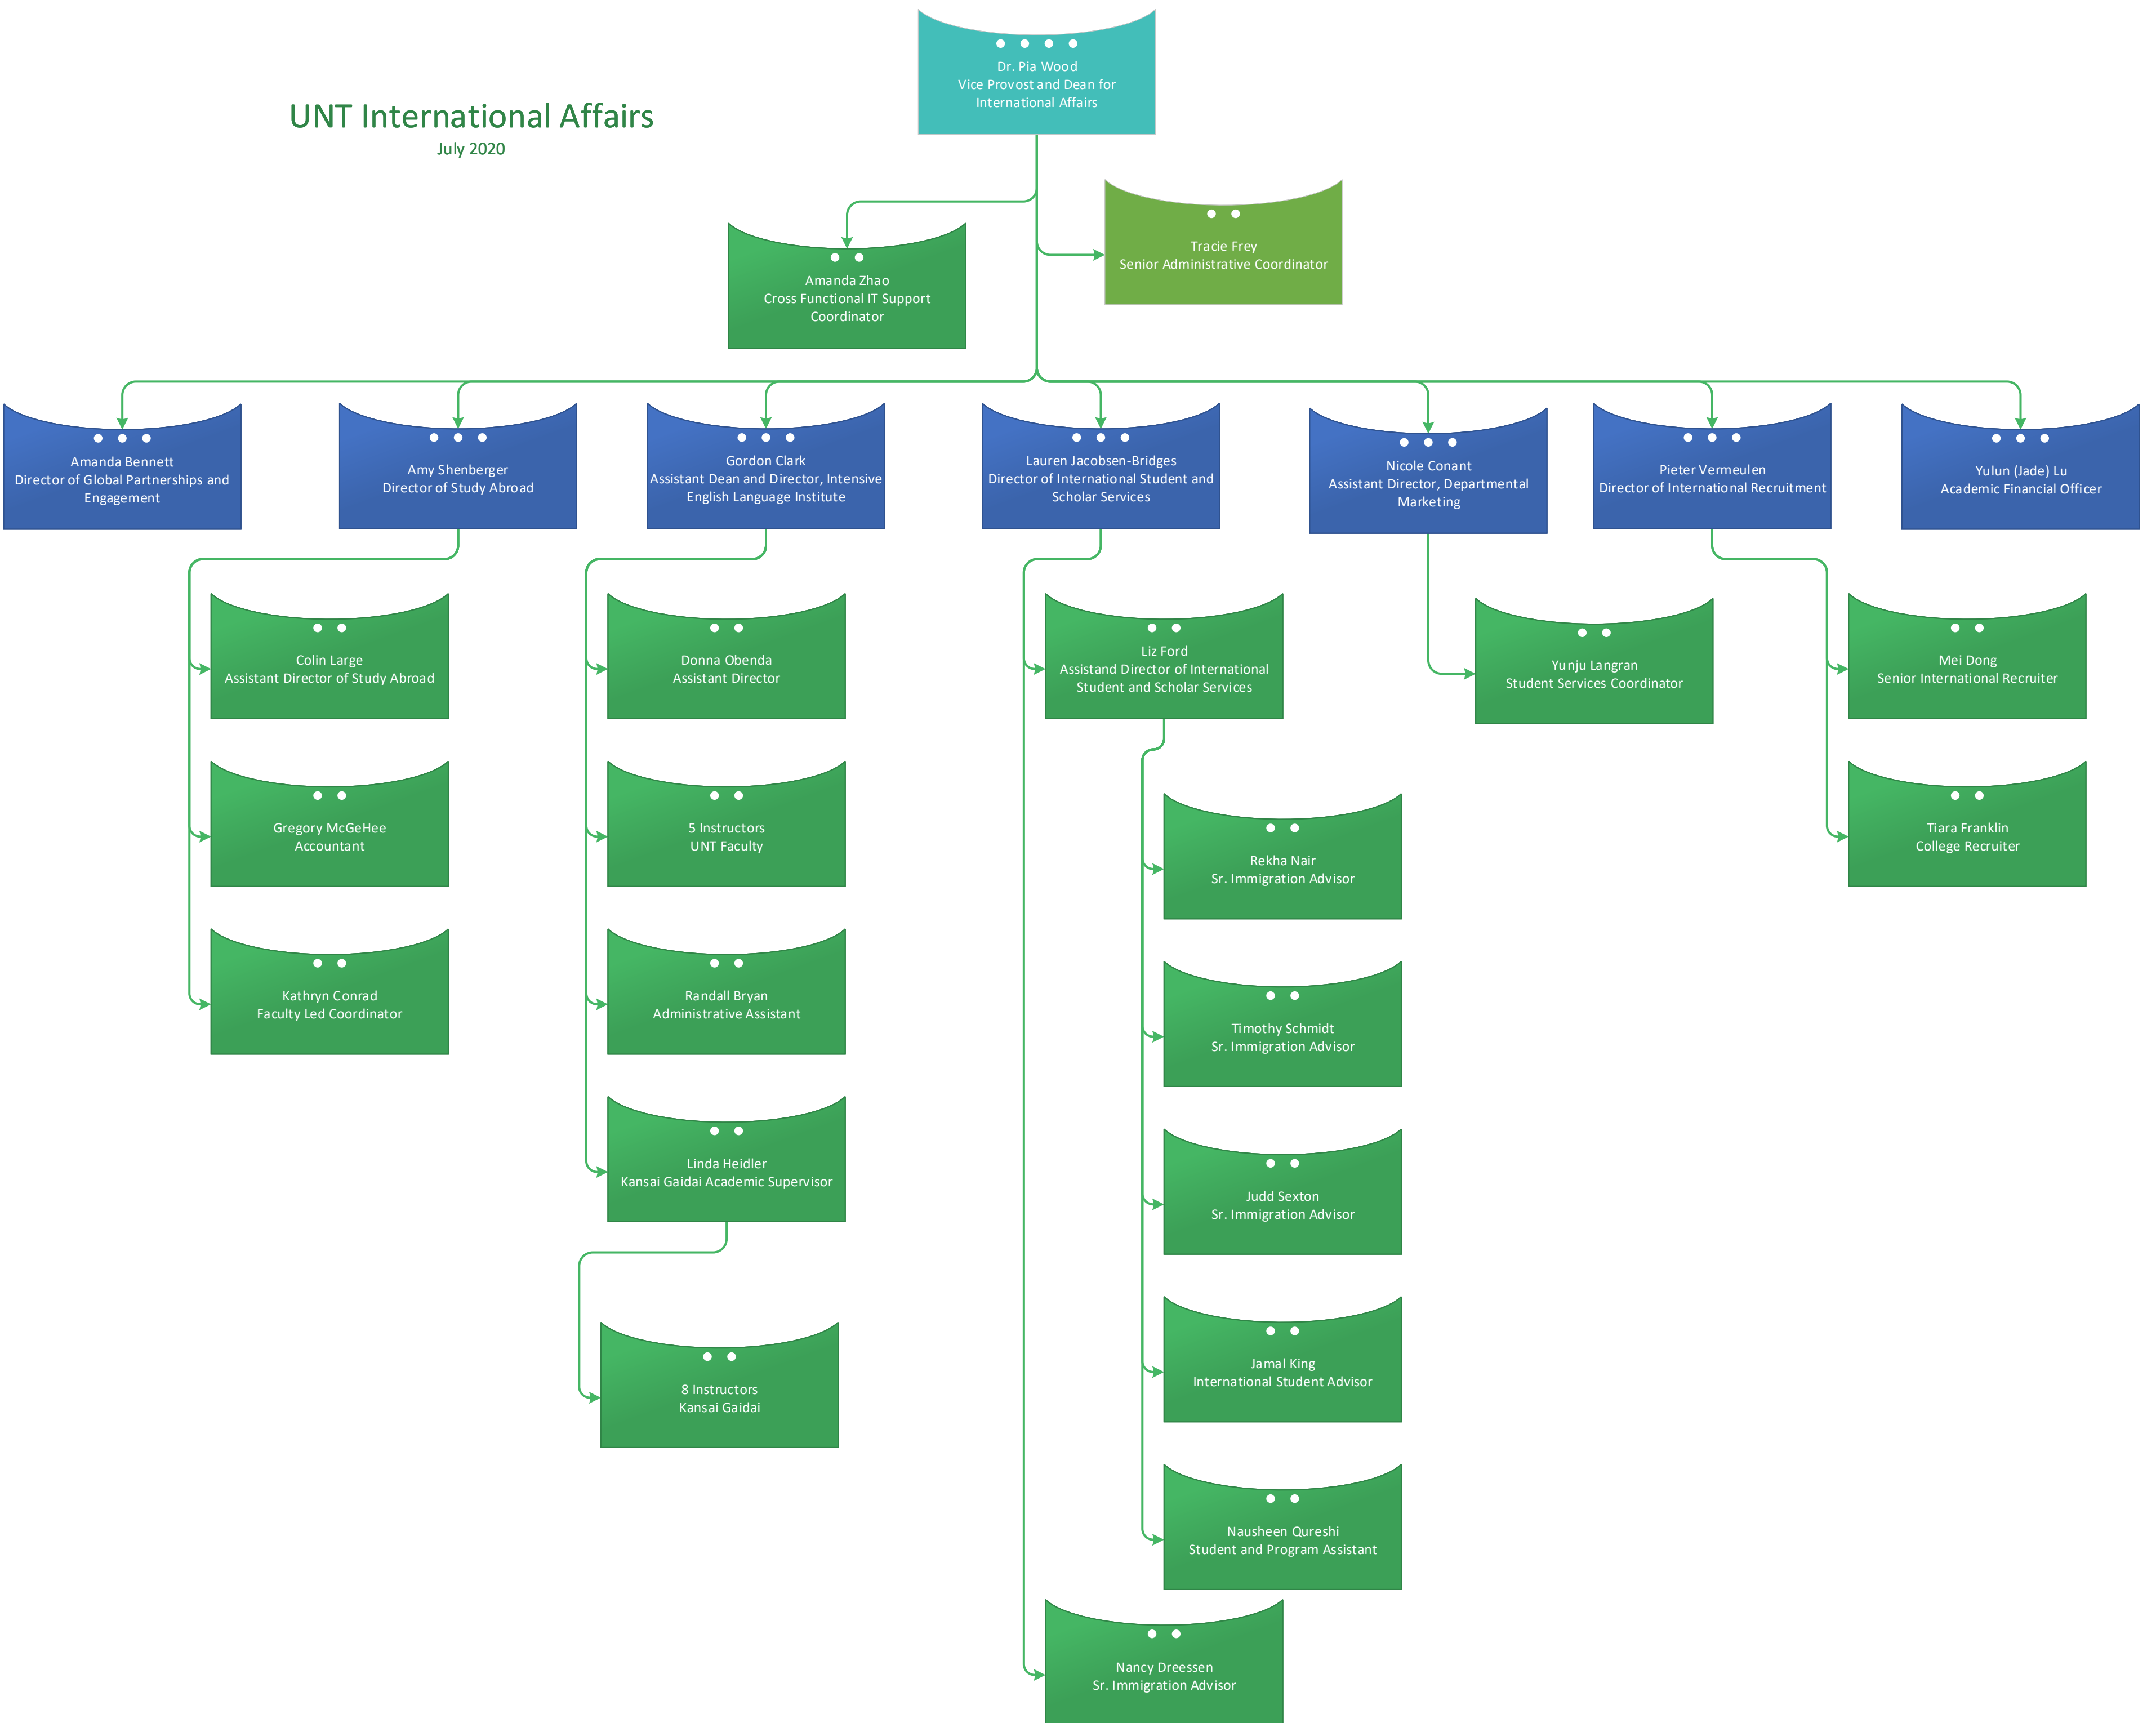 UNT International Affairs
July 2020
Dr. Pia Wood
Vice Provost and Dean for
International Affairs
Tracie Frey
Senior Administrative Coordinator
Amanda Zhao
Cross Functional IT Support
Coordinator
Amanda Bennett
Director of Global Partnerships and
Engagement
Amy Shenberger
Director of Study Abroad
Gordon Clark
Assistant Dean and Director, Intensive
English Language Institute
Lauren Jacobsen-Bridges
Director of International Student and
Scholar Services
Nicole Conant
Assistant Director, Departmental
Marketing
Pieter Vermeulen
Director of International Recruitment
Yulun (Jade) Lu
Academic Financial Officer
Colin Large
Assistant Director of Study Abroad
Gregory McGeHee
Accountant
Kathryn Conrad
Faculty Led Coordinator
Donna Obenda
Assistant Director
5 Instructors
UNT Faculty
Randall Bryan
Administrative Assistant
Linda Heidler
Kansai Gaidai Academic Supervisor
8 Instructors
Kansai Gaidai
Liz Ford
Assistand Director of International
Student and Scholar Services
Rekha Nair
Sr. Immigration Advisor
Timothy Schmidt
Sr. Immigration Advisor
Judd Sexton
Sr. Immigration Advisor
Jamal King
International Student Advisor
Nausheen Qureshi
Student and Program Assistant
Nancy Dreessen
Sr. Immigration Advisor
Yunju Langran
Student Services Coordinator
Mei Dong
Senior International Recruiter
Tiara Franklin
College Recruiter